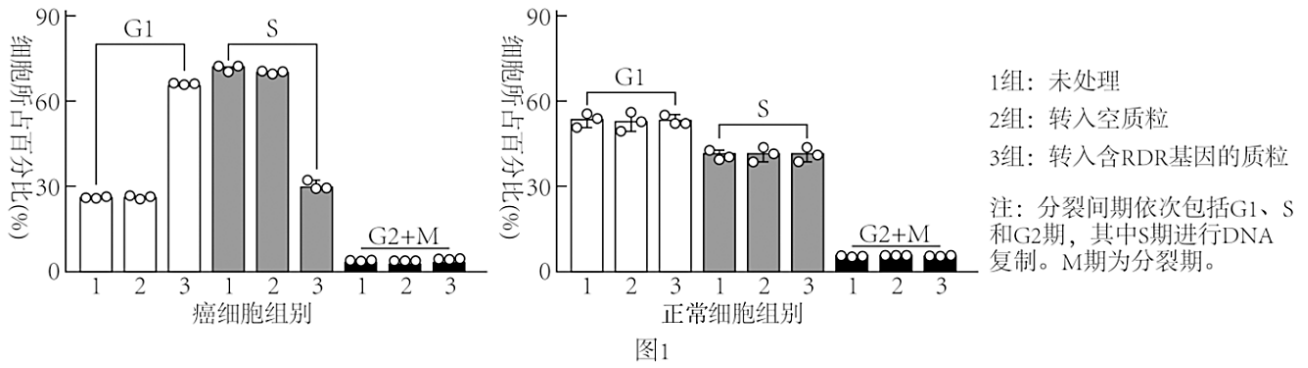 细胞所占百分比(%)
90
60
30
0
G1
S
G2+M
1 2 3 1 2 3 1 2 3
癌细胞组别
细胞所占百分比(%)
90
60
30
0
G1
S
G2+M
1 2 3 1 2 3 1 2 3
正常细胞组别
1组：未处理
2组：转入空质粒
3组：转入含RDR基因的质粒
注：分裂间期依次包括G1、S
和G2期，其中S期进行DNA
复制。M期为分裂期。
图1